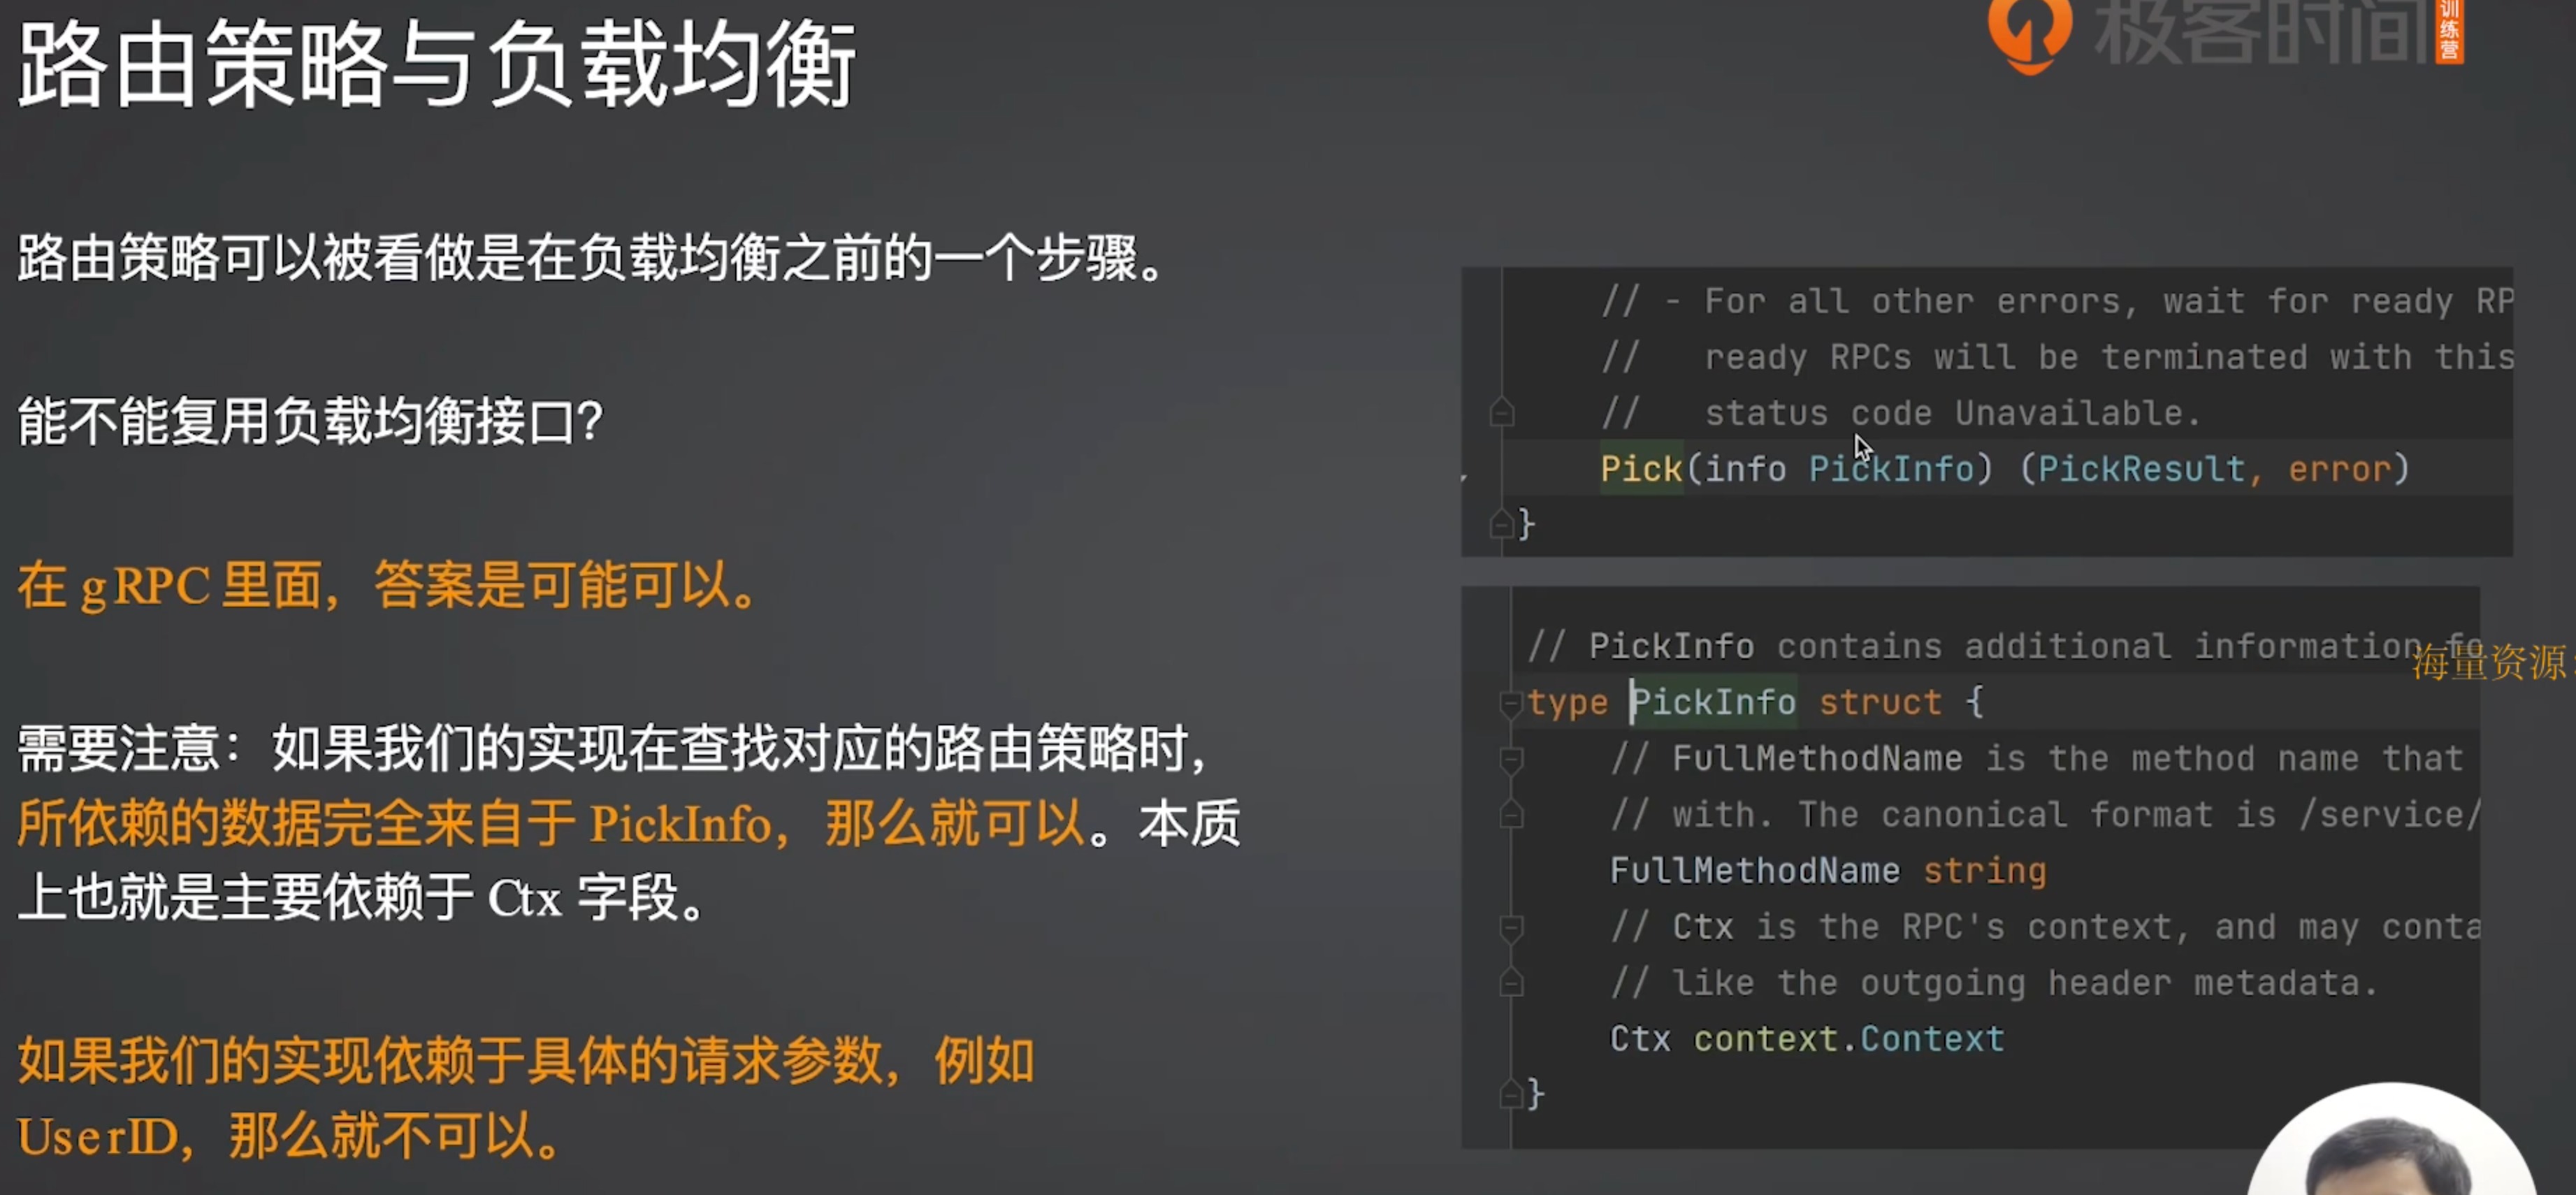 路由策略与负载均衡
极客时间
训练营
路由策略可以被看做是在负载均衡之前的一个步骤。
能不能复用负载均衡接口？
在 gRPC 里面，答案是可能可以。
需要注意：如果我们的实现在查找对应的路由策略时，
所依赖的数据完全来自于 PickInfo，那么就可以。本质
上也就是主要依赖于 Ctx 字段。
如果我们的实现依赖于具体的请求参数，例如
UserID，那么就不可以。
// - For all other errors, wait for ready RP
// ready RPCs will be terminated with this
// status code Unavailable.
Pick(info PickInfo) (PickResult, error)
}
// PickInfo contains additional information fo
海量资源：
type PickInfo struct {
// FullMethodName is the method name that
// with. The canonical format is /service/
FullMethodName string
// Ctx is the RPC's context, and may conta
// like the outgoing header metadata.
Ctx context.Context
}